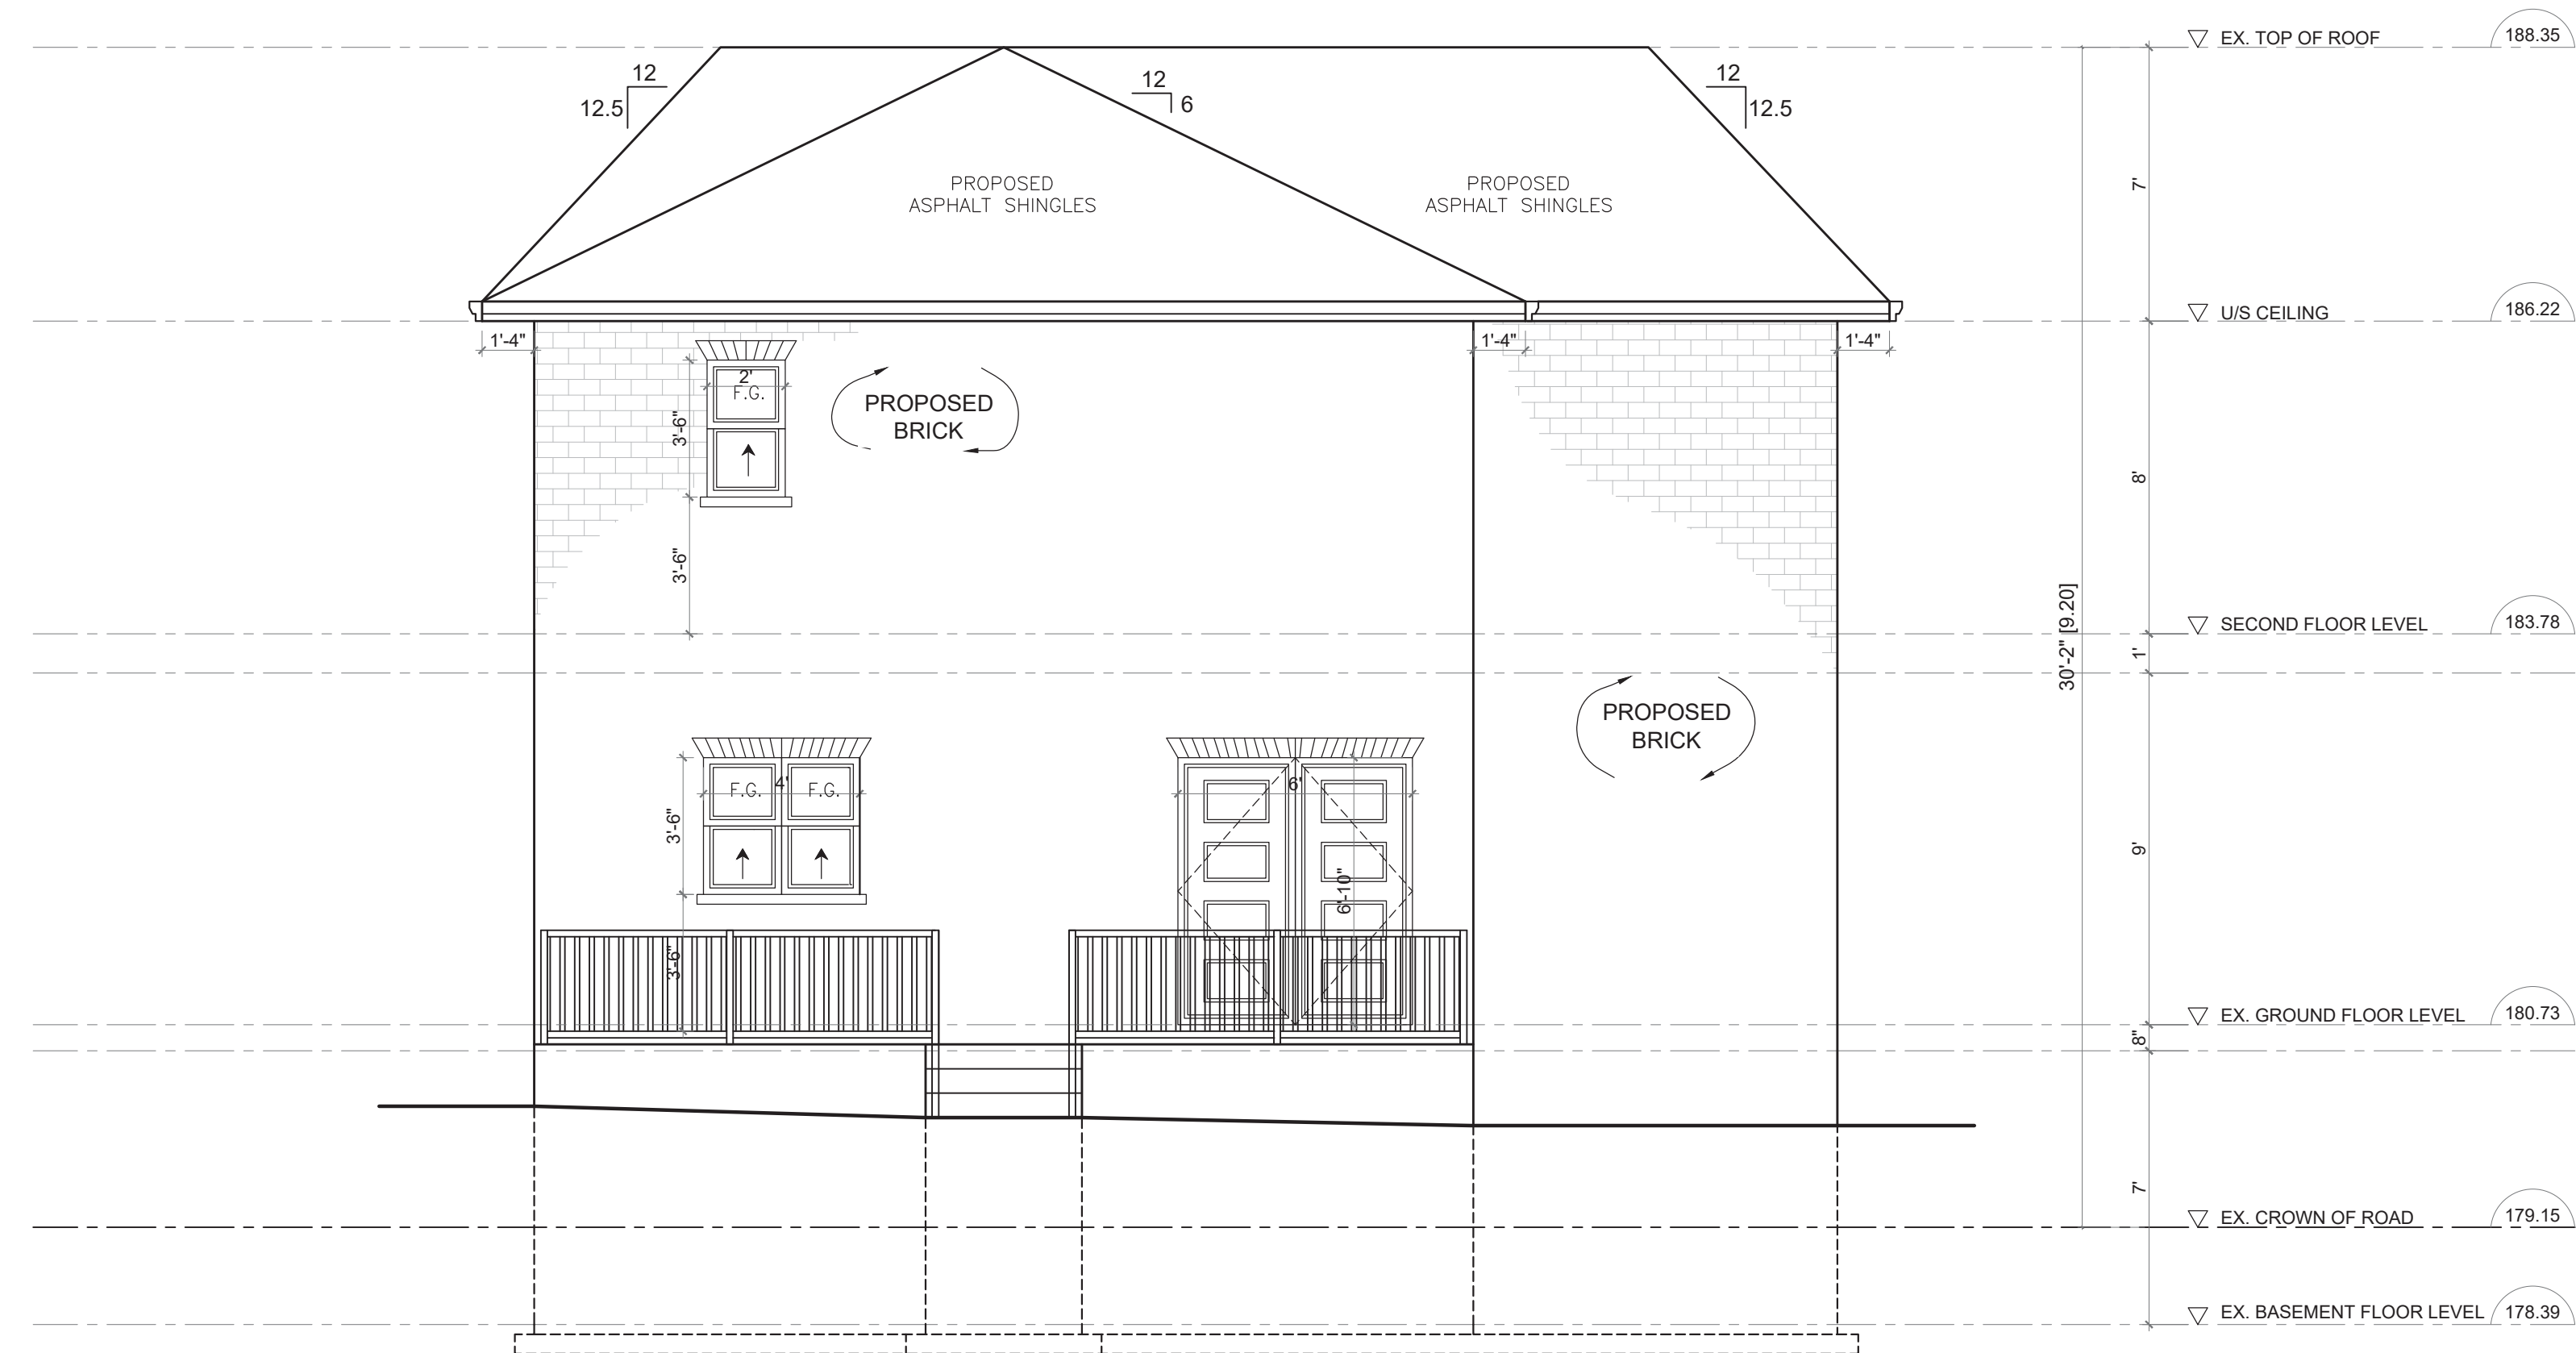 EX. TOP OF ROOF 188.35
12
12.5
12
6
12
12.5
PROPOSED
ASPHALT SHINGLES
PROPOSED
ASPHALT SHINGLES
7'
U/S CEILING 186.22
1'-4"
1'-4"
1'-4"
2'
F.G.
3'-6"
PROPOSED
BRICK
8'
3'-6"
30'-2" [9.20]
SECOND FLOOR LEVEL 183.78
1'
PROPOSED
BRICK
F.G.
4'
F.G.
3'-6"
6'
6'-10"
9'
3'-6"
EX. GROUND FLOOR LEVEL 180.73
8"
7'
EX. CROWN OF ROAD 179.15
EX. BASEMENT FLOOR LEVEL 178.39